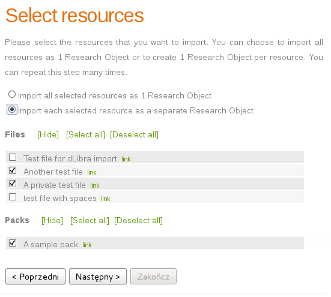 Select resources
Please select the resources that you want to import. You can choose to import all
resources as 1 Research Object or to create 1 Research Object per resource. You
can repeat this step many times.
Import all selected resources as 1 Research Object
Import each selected resource as a separate Research Object
Files [Hide] [Select all] [Deselect all]
Test file for dLibra import link
Another test file link
A private test file link
test file with spaces link
Packs [Hide] [Select all] [Deselect all]
A sample pack link
< Poprzedni Następny > Zakończ